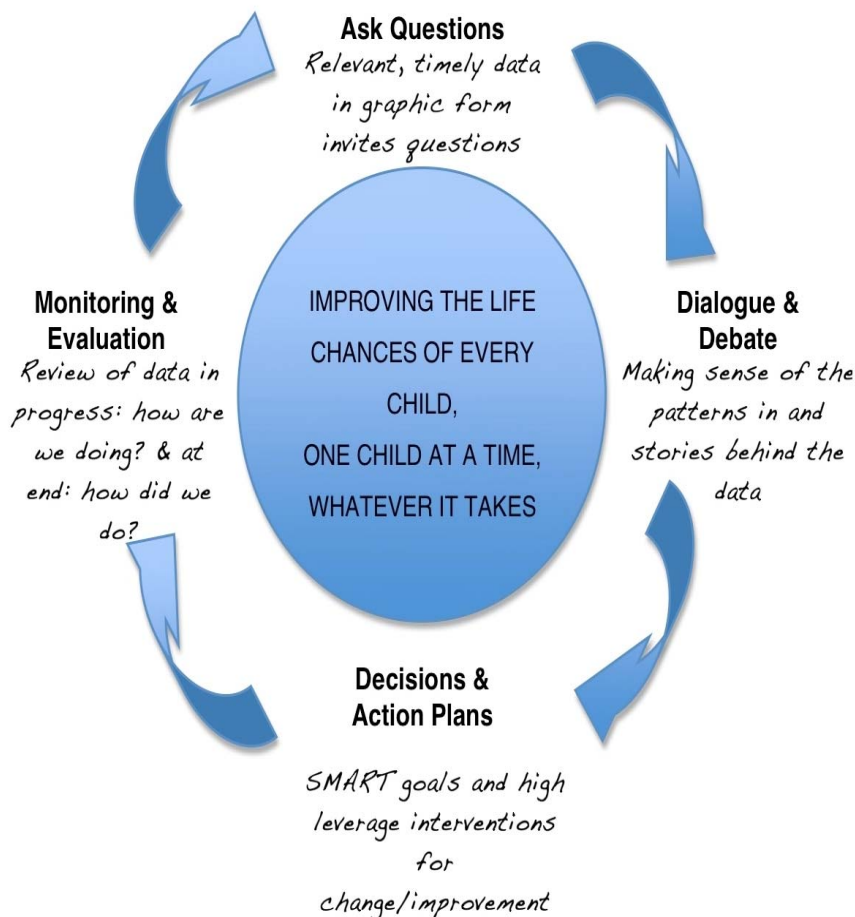 Ask Questions
Relevant, timely data
in graphic form
invites questions
Dialogue &
Debate
Making sense of the
patterns in and
stories behind the
data
Decisions &
Action Plans
SMART goals and high
leverage interventions
for
change/improvement
Monitoring &
Evaluation
Review of data in
progress: how are
we doing? & at
end: how did we
do?
IMPROVING THE LIFE
CHANCES OF EVERY
CHILD,
ONE CHILD AT A TIME,
WHATEVER IT TAKES